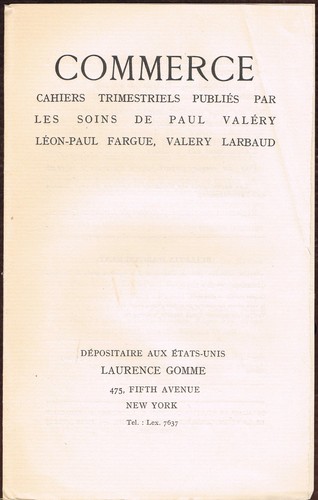 COMMERCE
CAHIERS TRIMESTRIELS PUBLIÉS PAR
LES SOINS DE PAUL VALÉRY
LÉON-PAUL FARGUE, VALERY LARBAUD
DÉPOSITAIRE AUX ÉTATS-UNIS
LAURENCE GOMME
475, FIFTH AVENUE
NEW YORK
Tel. : Lex. 7637